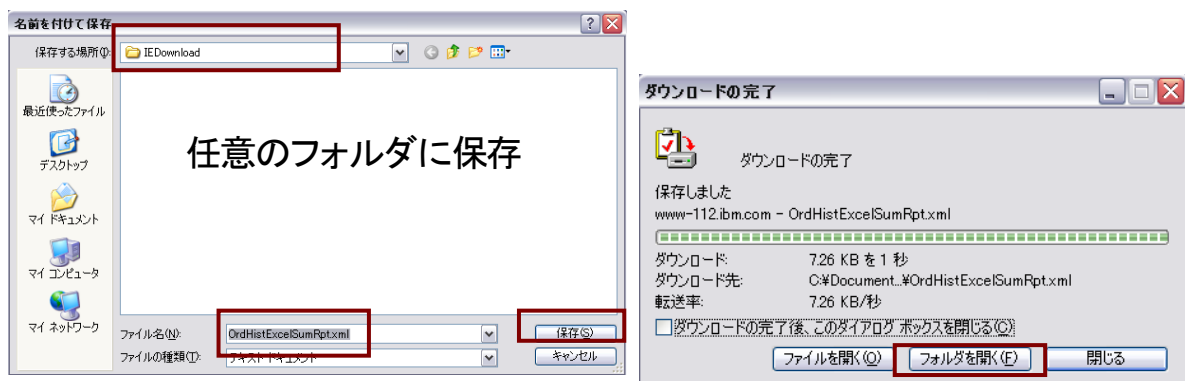 名前を付けて保存
保存する場所(I):
IEDownload
最近使ったファイル
デスクトップ
マイ ドキュメント
マイ コンピュータ
マイ ネットワーク
任意のフォルダに保存
ファイル名(N):
OrdHistExcelSumRpt.xml
保存(S)
ファイルの種類(T):
テキスト ドキュメント
キャンセル
ダウンロードの完了
ダウンロードの完了
保存しました
www-112.ibm.com - OrdHistExcelSumRpt.xml
ダウンロード: 7.26 KB を 1 秒
ダウンロード先: C:¥Document...¥OrdHistExcelSumRpt.xml
転送率: 7.26 KB/秒
ダウンロードの完了後、このダイアログ ボックスを閉じる(C)
ファイルを開く(O) フォルダを開く(F) 閉じる